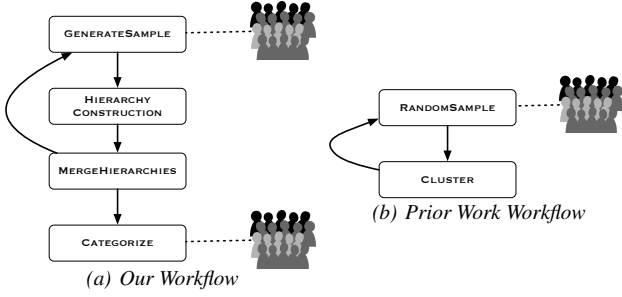 GENERATESAMPLE
HIERARCHY
CONSTRUCTION
MERGEHIERARCHIES
CATEGORIZE
(a) Our Workflow
RANDOMSAMPLE
CLUSTER
(b) Prior Work Workflow